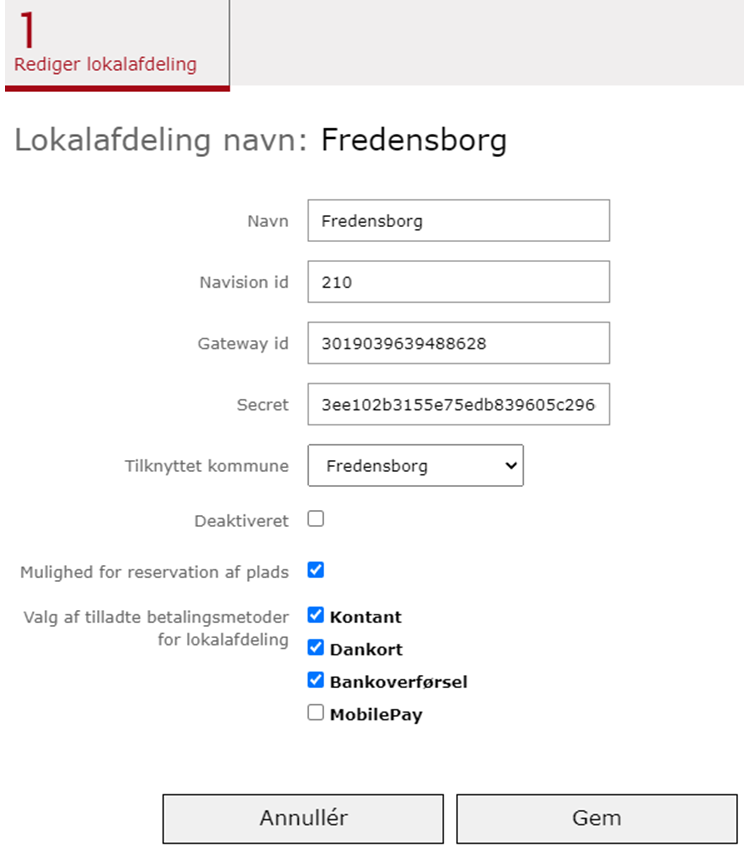 1
Rediger lokalafdeling
Lokalafdeling navn: Fredensborg
Navn Fredensborg
Navision id 210
Gateway id 3019039639488628
Secret 3ee102b3155e75edb839605c296
Tilknyttet kommune Fredensborg
Deaktiveret
Mulighed for reservation af plads
Valg af tilladte betalingsmetoder Kontant
for lokalafdeling
Dankort
Bankoverførsel
MobilePay
Annullér Gem